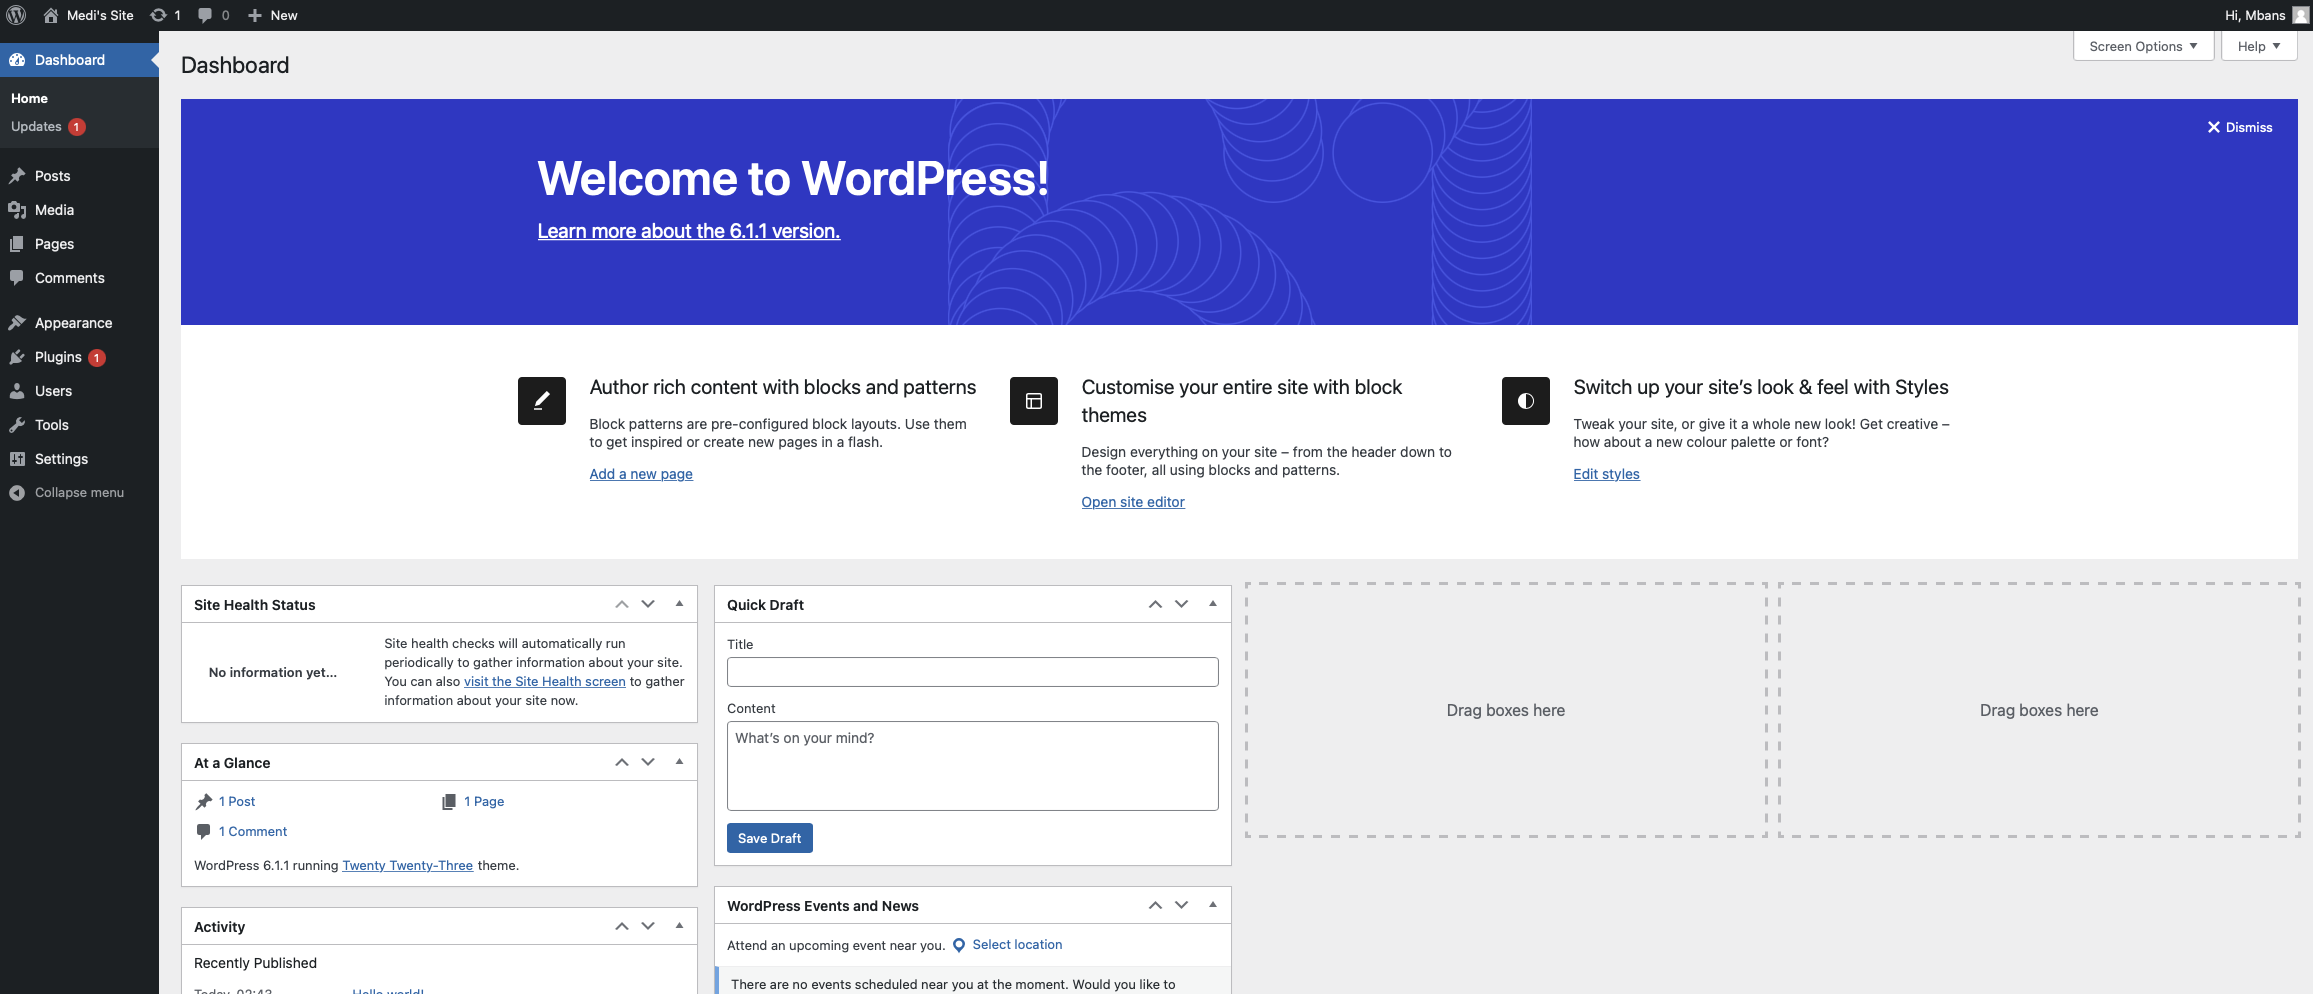 Medi's Site
1
0
New
Hi, Mbans
Dashboard
Home
Updates 1
Posts
Media
Pages
Comments
Appearance
Plugins 1
Users
Tools
Settings
Collapse menu
Dashboard
Screen Options
Help
Dismiss
Welcome to WordPress!
Learn more about the 6.1.1 version.
Author rich content with blocks and patterns
Block patterns are pre-configured block layouts. Use them
to get inspired or create new pages in a flash.
Add a new page
Customise your entire site with block
themes
Design everything on your site – from the header down to
the footer, all using blocks and patterns.
Open site editor
Switch up your site’s look & feel with Styles
Tweak your site, or give it a whole new look! Get creative –
how about a new colour palette or font?
Edit styles
Site Health Status
No information yet…
Site health checks will automatically run
periodically to gather information about your site.
You can also visit the Site Health screen to gather
information about your site now.
At a Glance
1 Post
1 Page
1 Comment
WordPress 6.1.1 running Twenty Twenty-Three theme.
Activity
Recently Published
Today, 02:43
Hello world!
Quick Draft
Title
Content
What’s on your mind?
Save Draft
WordPress Events and News
Attend an upcoming event near you.
Select location
There are no events scheduled near you at the moment. Would you like to
Drag boxes here
Drag boxes here